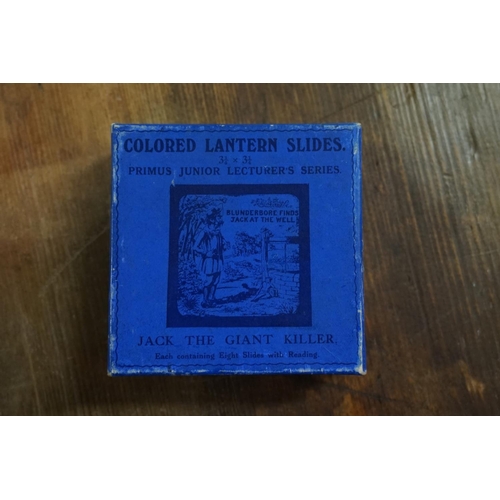 COLORED LANTERN SLIDES.
3¼ × 3¼
PRIMUS JUNIOR LECTURER'S SERIES.
BLUNDERBORE FINDS
JACK AT THE WELL
JACK THE GIANT KILLER.
Each containing Eight Slides with Reading.